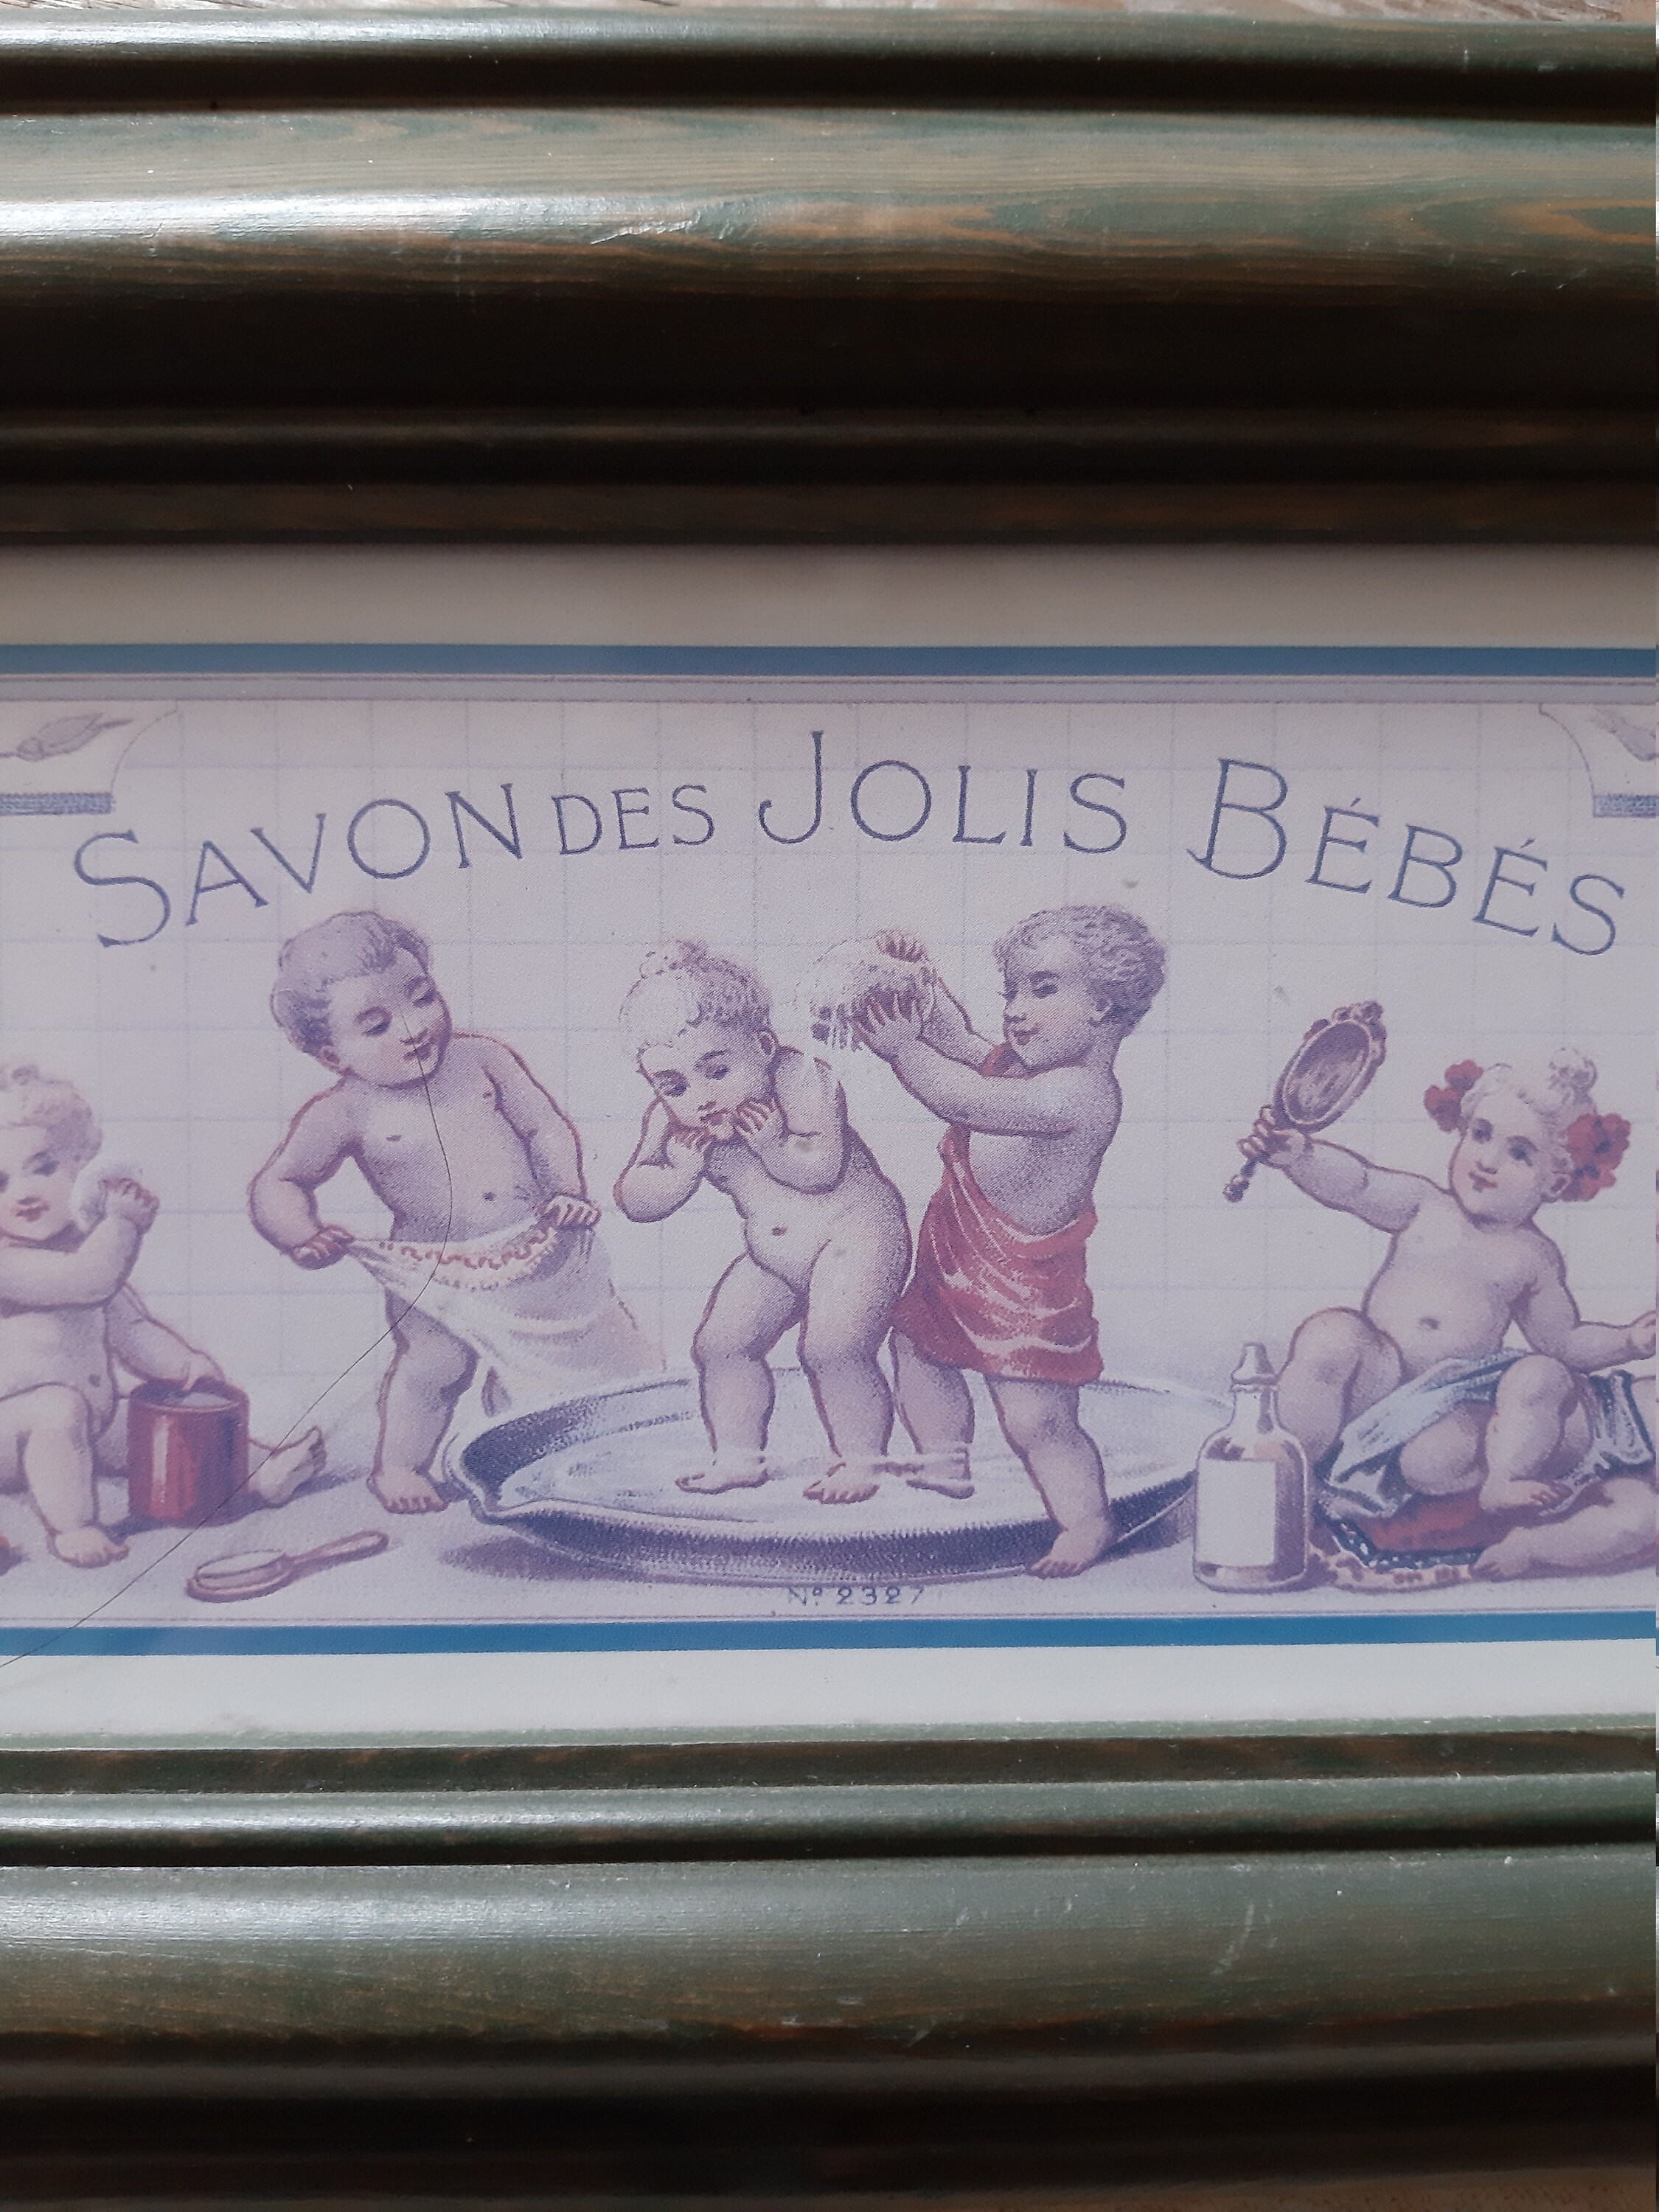 SAVON DES JOLIS BÉBÉS
Nº 2327